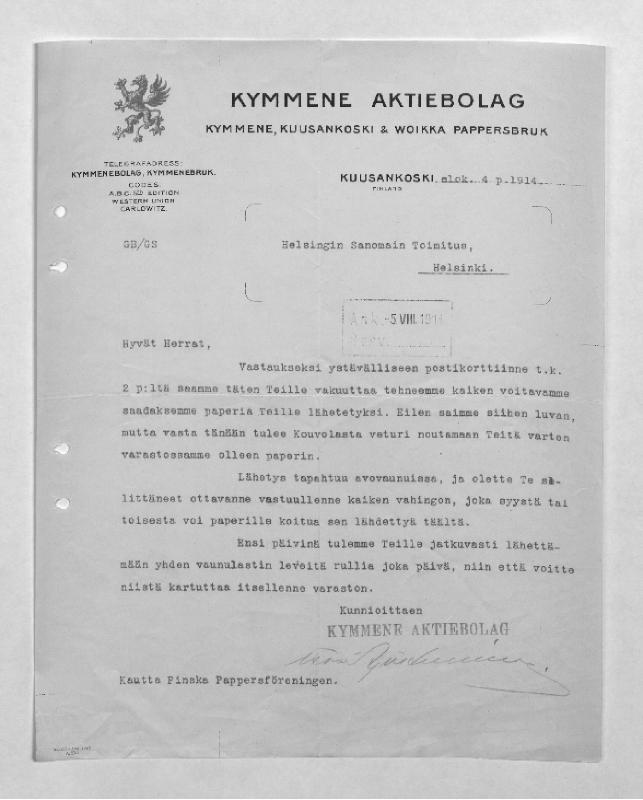 KYMMENE AKTIEBOLAG
KYMMENE, KUUSANKOSKI & WOIKKA PAPPERSBRUK
TELEGRAFADRESS:
KYMMENEBOLAG, KYMMENEBRUK.
CODES:
A.B.C. 5TH EDITION
WESTERN UNION
CARLOWITZ.
KUUSANKOSKI, elok. 4 p. 1914
FINLAND
GB/GS
Helsingin Sanomain Toimitus,
Helsinki.
Ank. -5.VIII.1914
Hyvät Herrat,
Vastaukseksi ystävälliseen postikorttiinne t.k.
2 p:ltä saamme täten Teille vakuuttaa tehneemme kaiken voitavamme
saadaksemme paperia Teille lähetetyksi. Eilen saimme siihen luvan,
mutta vasta tänään tulee Kouvolasta veturi noutamaan Teitä varten
varastossamme olleen paperin.
Lähetys tapahtuu avovaunuissa, ja olette Te se-
littäneet ottavanne vastuullenne kaiken vahingon, joka syystä tai
toisesta voi paperille koitua sen lähdettyä täältä.
Ensi päivinä tulemme Teille jatkuvasti lähettä-
mään yhden vaunulastin leveitä rullia joka päivä, niin että voitte
niistä kartuttaa itsellenne varaston.
Kunnioittaen
KYMMENE AKTIEBOLAG
Kautta Finska Pappersföreningen.